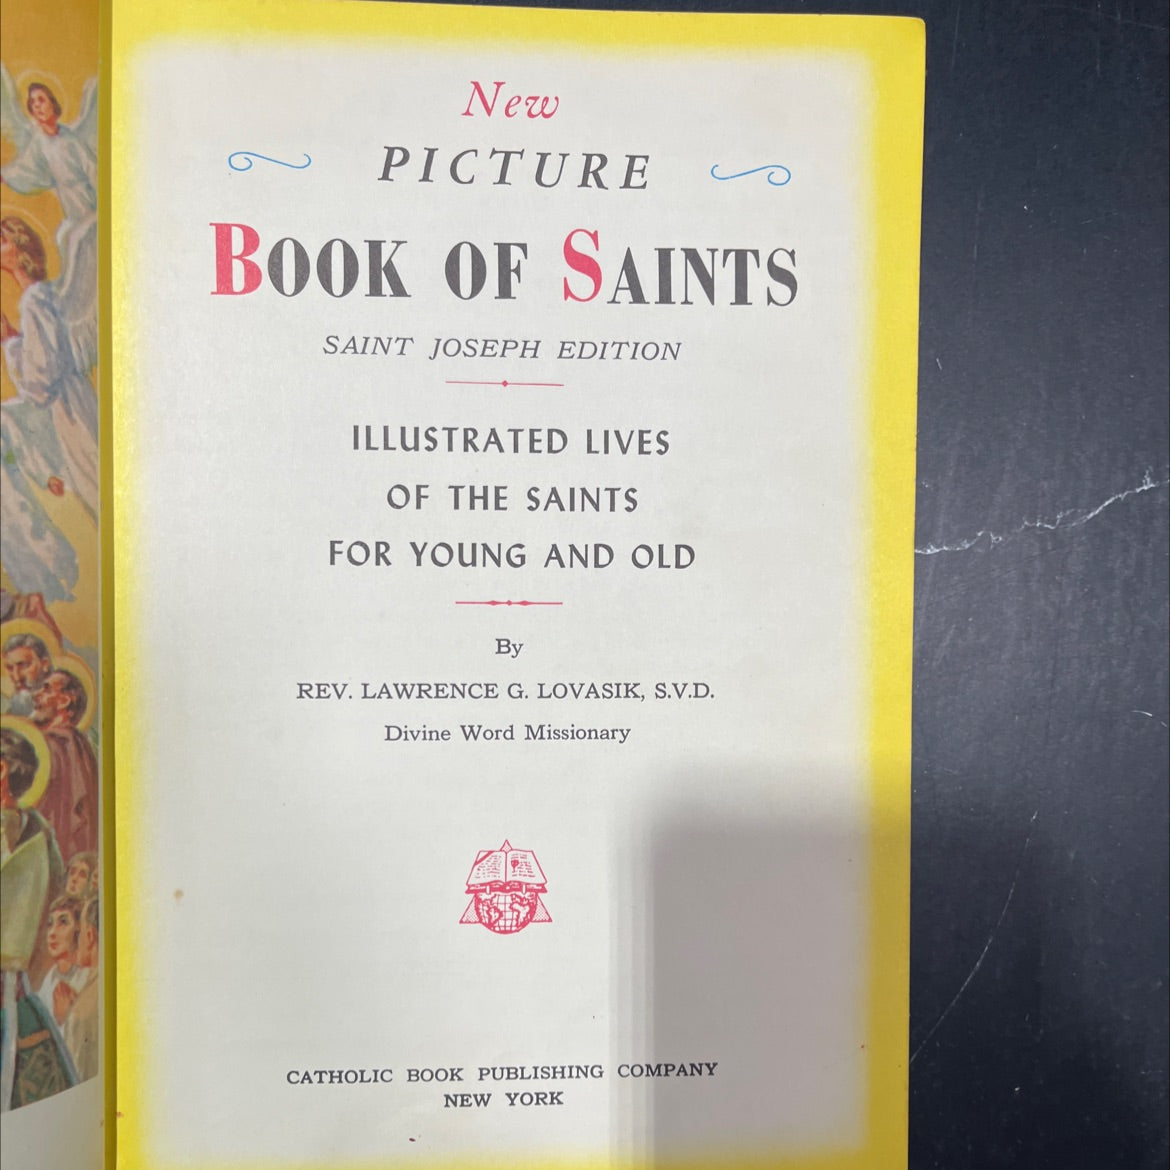 New
PICTURE
BOOK OF SAINTS
SAINT JOSEPH EDITION
ILLUSTRATED LIVES
OF THE SAINTS
FOR YOUNG AND OLD
By
REV. LAWRENCE G. LOVASIK, S.V.D.
Divine Word Missionary
CATHOLIC BOOK PUBLISHING COMPANY
NEW YORK